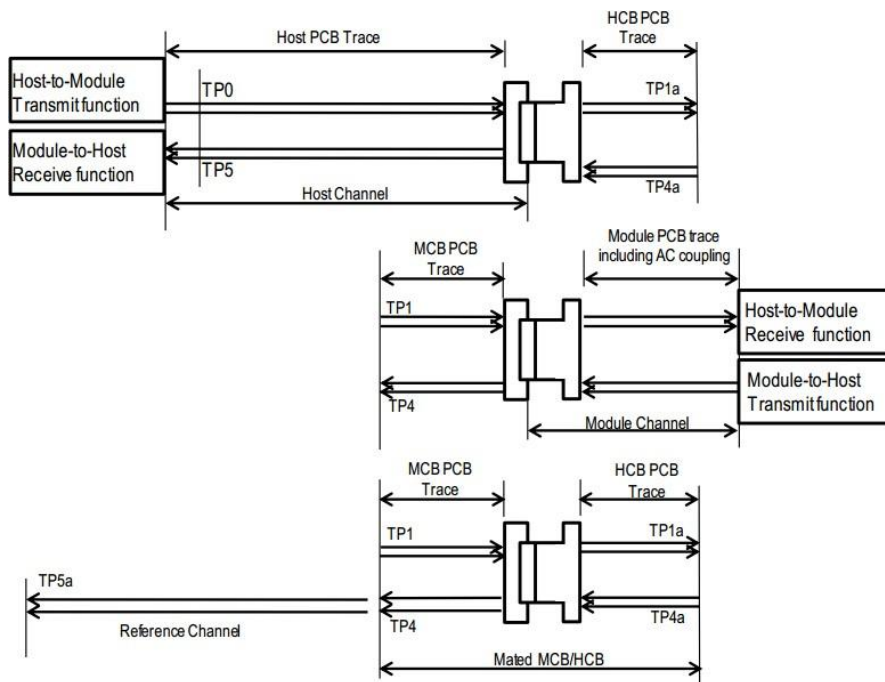 Host PCB Trace
HCB PCB
Trace
Host-to-Module
Transmit function
TP0
TP1a
Module-to-Host
Receive function
TP5
TP4a
Host Channel
MCB PCB
Trace
Module PCB trace
including AC coupling
TP1
Host-to-Module
Receive function
TP4
Module-to-Host
Transmit function
Module Channel
MCB PCB
Trace
HCB PCB
Trace
TP1
TP1a
TP5a
TP4
TP4a
Reference Channel
Mated MCB/HCB